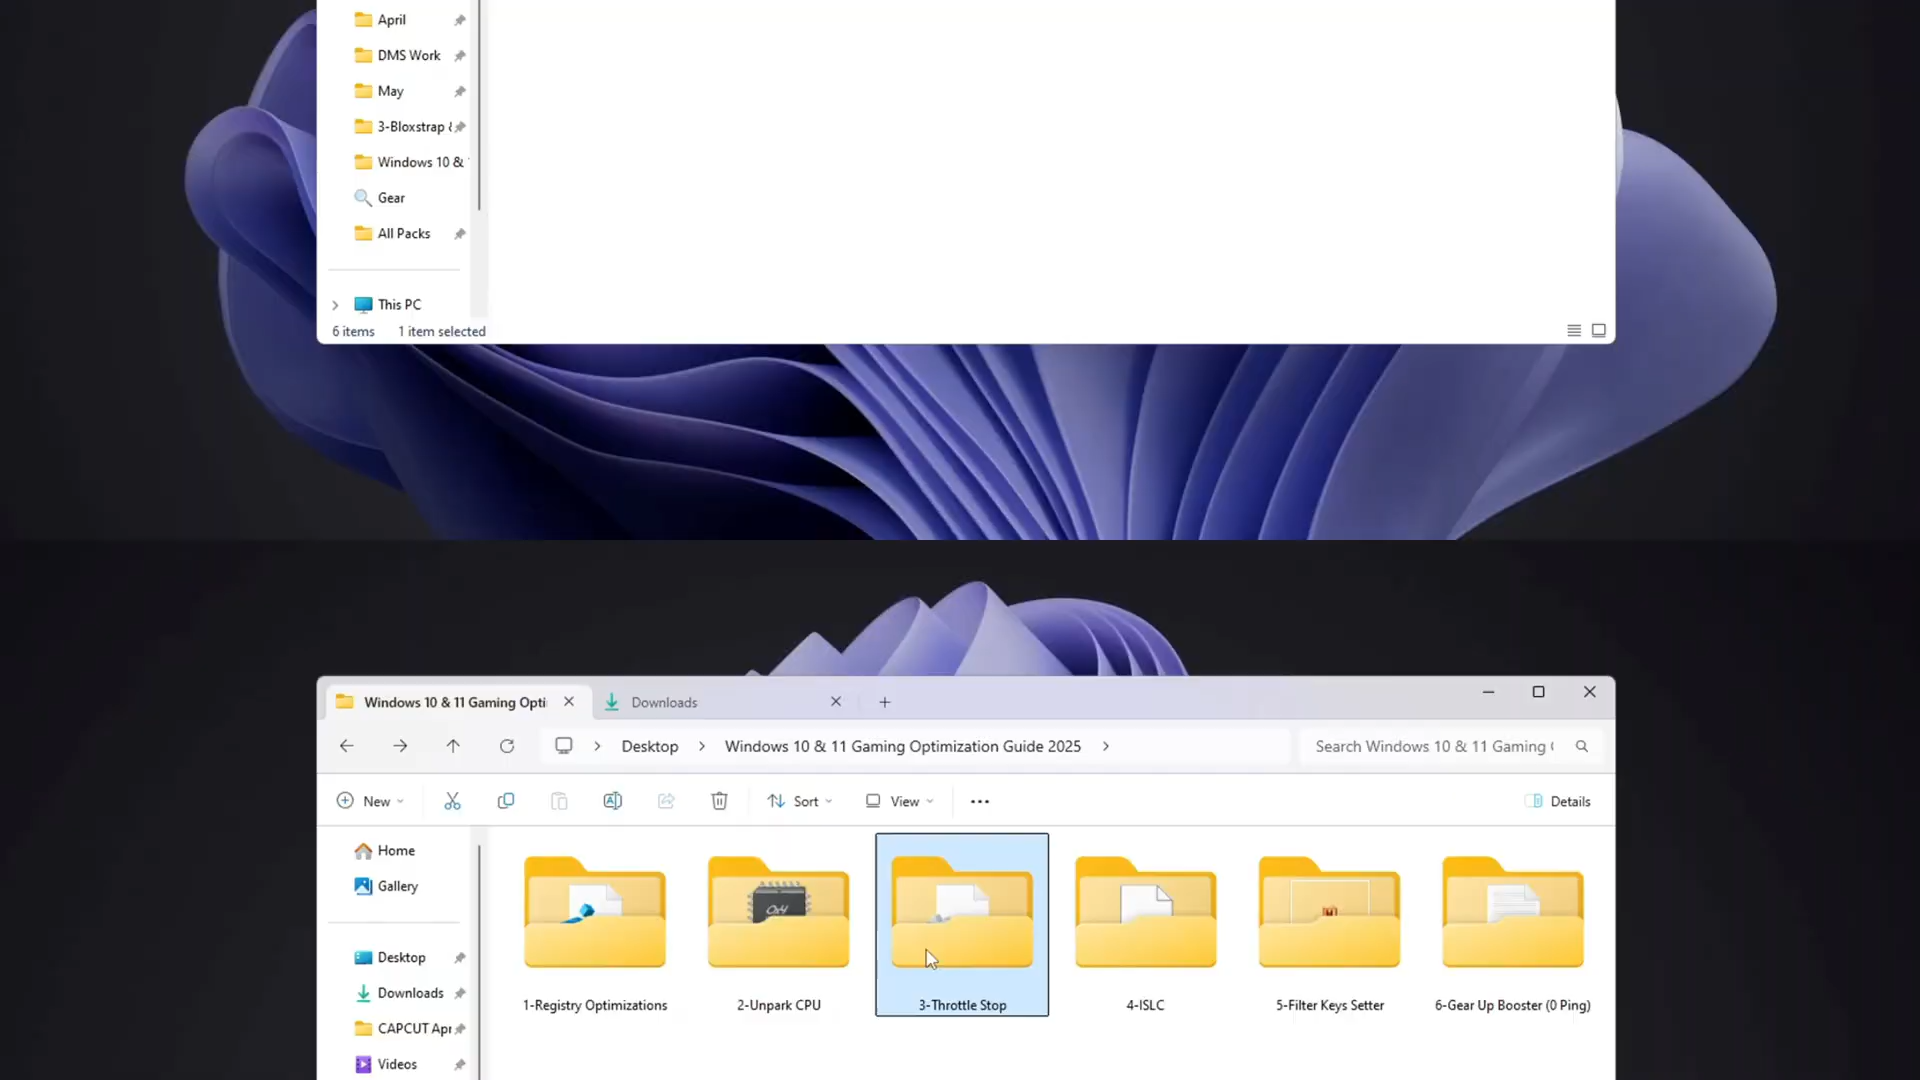 April
DMS Work
May
3-Bloxstrap
Windows 10 &
Gear
All Packs
This PC
6 items 1 item selected
Windows 10 & 11 Gaming Opti
Downloads
Desktop
Windows 10 & 11 Gaming Optimization Guide 2025
Search Windows 10 & 11 Gaming
New
Sort
View
Details
Home
Gallery
Desktop
Downloads
CAPCUT Apr
Videos
1-Registry Optimizations
2-Unpark CPU
3-Throttle Stop
4-ISLC
5-Filter Keys Setter
6-Gear Up Booster (0 Ping)